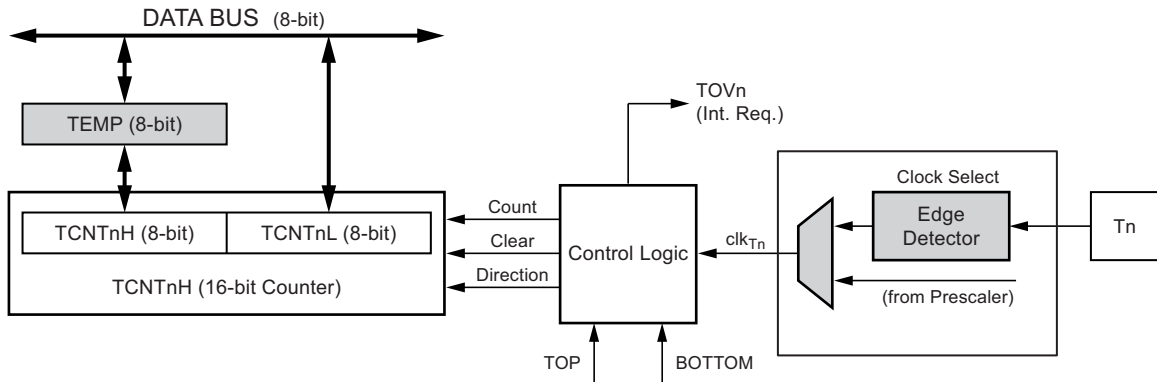 DATA BUS (8-bit)
TOVn
(Int. Req.)
TEMP (8-bit)
Clock Select
Edge
Detector
Tn
TCNTnH (8-bit)
TCNTnL (8-bit)
TCNTnH (16-bit Counter)
Count
Clear
Direction
Control Logic
clkTn
(from Prescaler)
TOP
BOTTOM